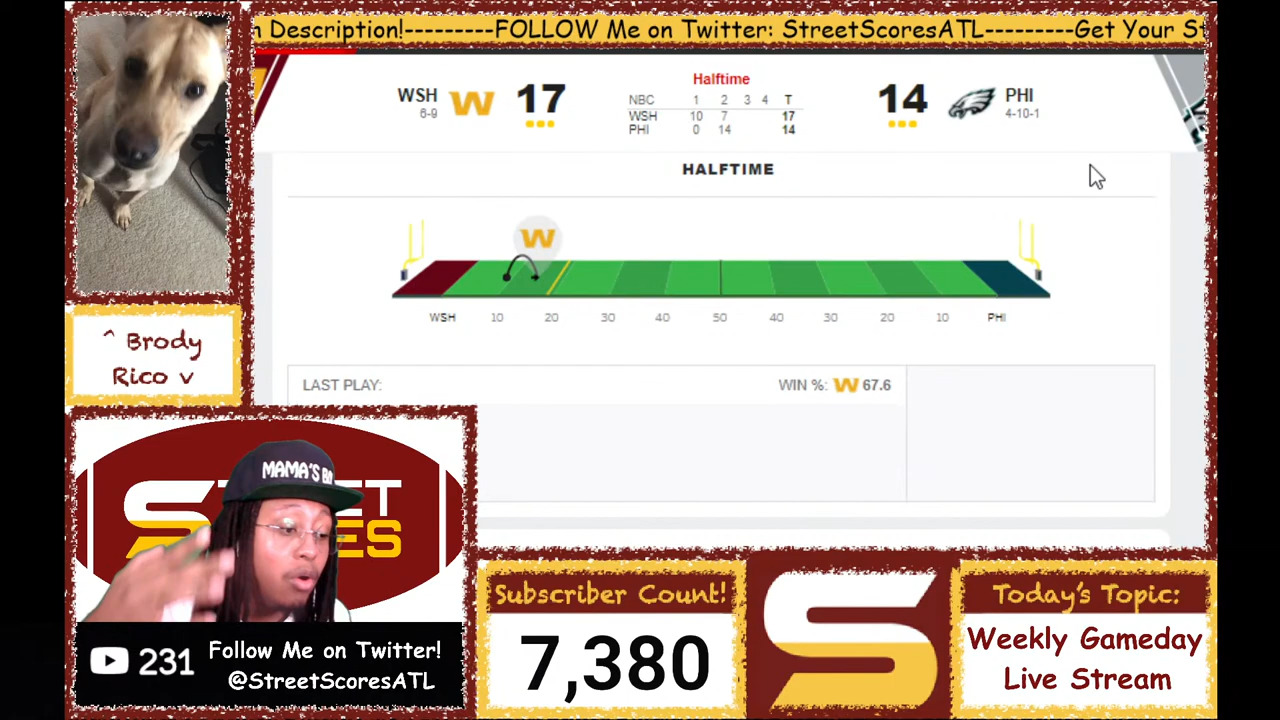 n Description!---------FOLLOW Me on Twitter: StreetScoresATL---------Get Your St
WSH
6-9
W
17
Halftime
NBC 1 2 3 4 T
WSH 10 7 17
PHI 0 14 14
14
PHI
4-10-1
HALFTIME
W
WSH 10 20 30 40 50 40 30 20 10 PHI
LAST PLAY:
WIN %: W 67.6
^ Brody
Rico v
MAMA'S BO
S
231
Follow Me on Twitter!
@StreetScoresATL
Subscriber Count!
7,380
S
Today's Topic:
Weekly Gameday
Live Stream